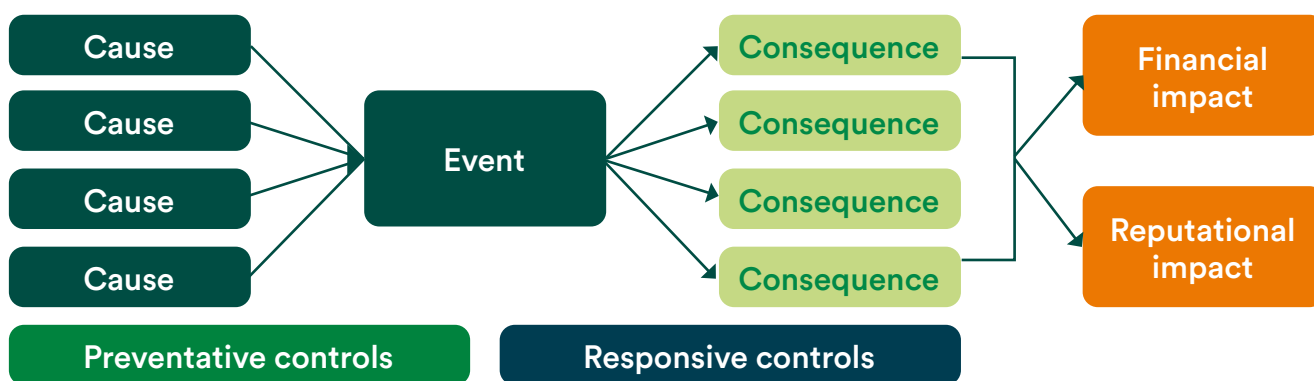 Cause
Cause
Cause
Cause
Event
Consequence
Consequence
Consequence
Consequence
Financial
impact
Reputational
impact
Preventative controls
Responsive controls